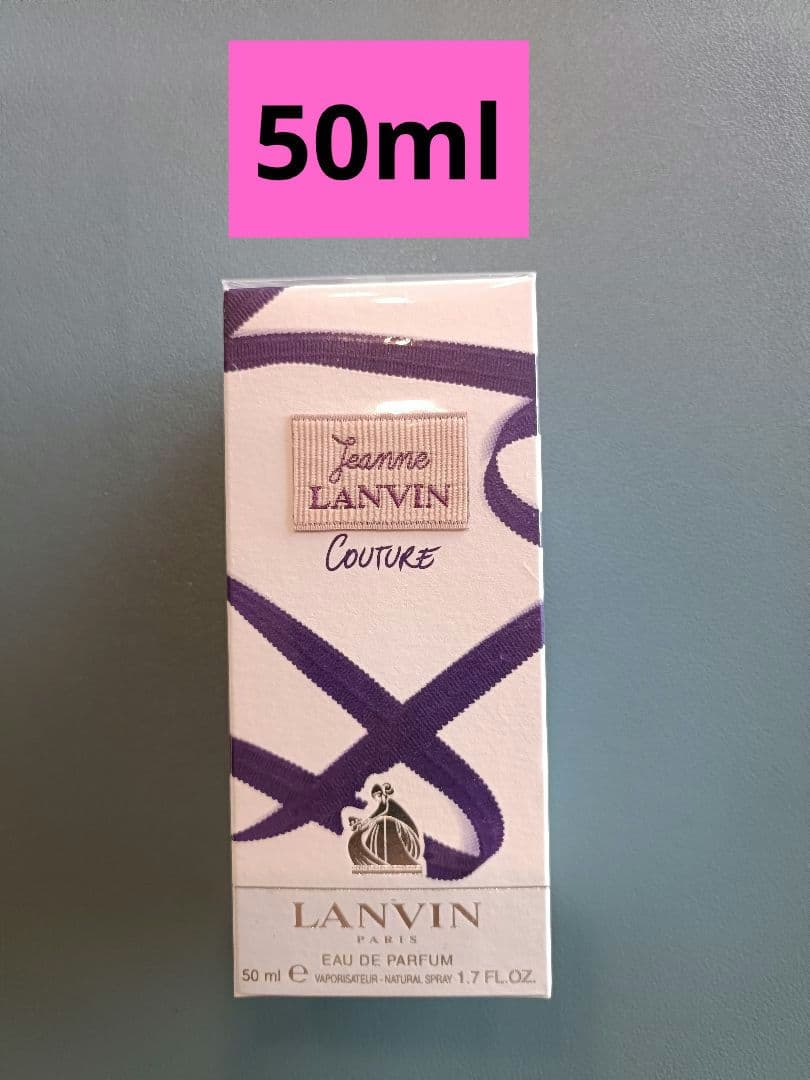 50ml
Jeanne
LANVIN
COUTURE
LANVIN
PARIS
EAU DE PARFUM
50 ml e VAPORISATEUR - NATURAL SPRAY 1.7 FL.OZ.